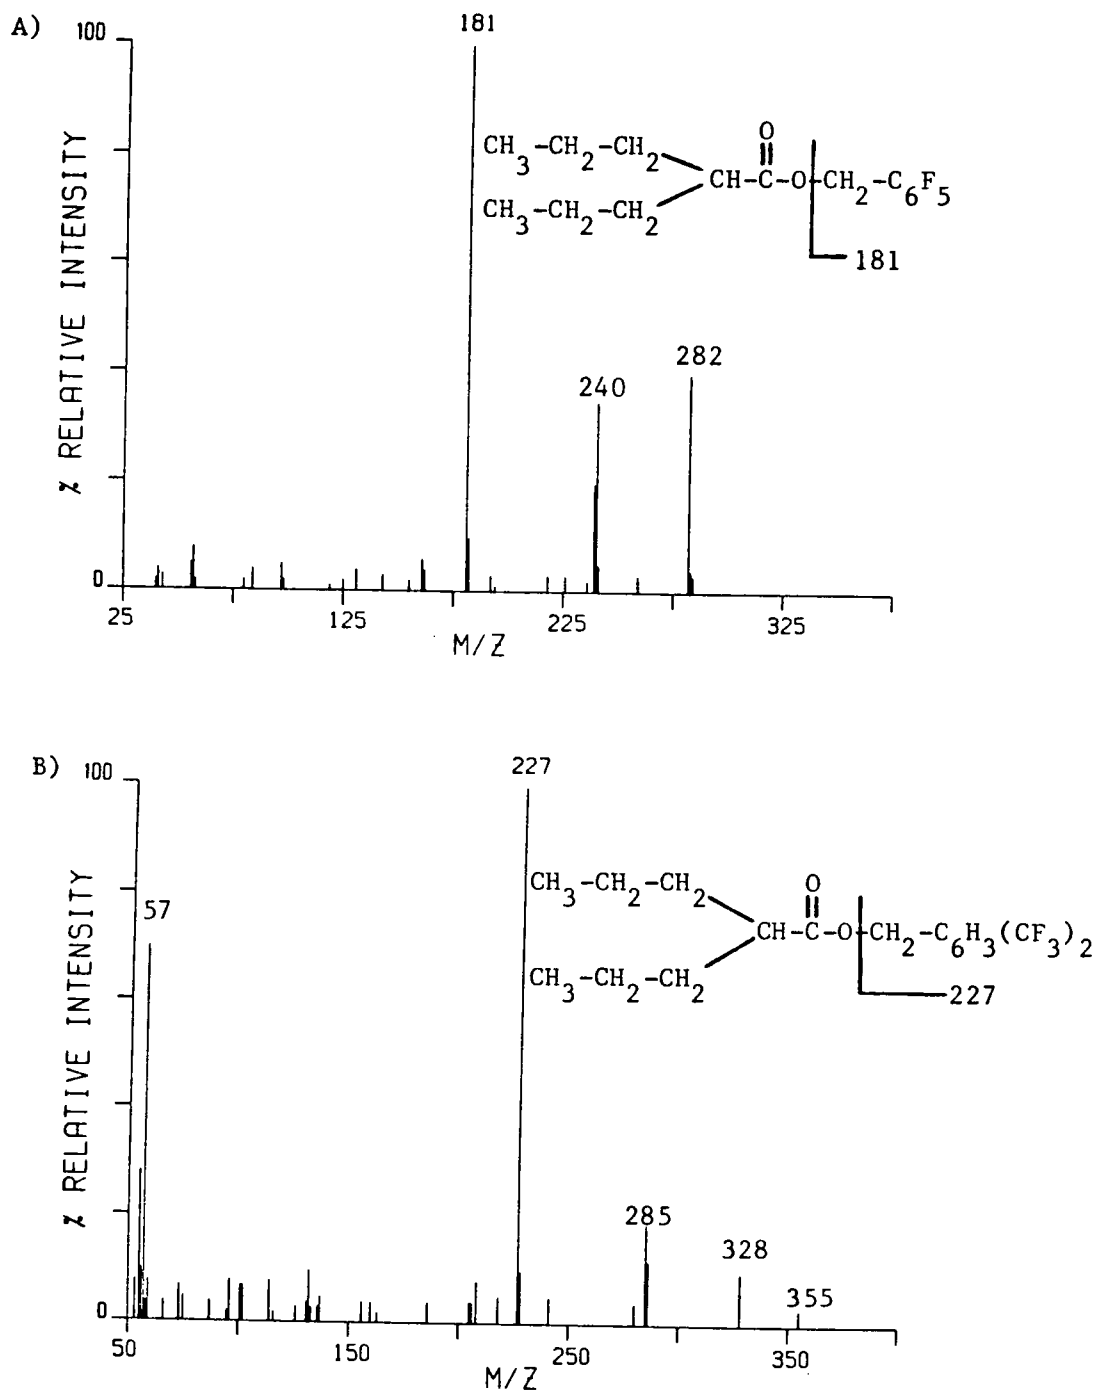 A)
100
181
O
CH3-CH2-CH2
CH-C-O-CH2-C6F5
CH3-CH2-CH2
181
282
240
% RELATIVE INTENSITY
0
25
125
225
325
M/Z
B)
100
227
57
O
CH3-CH2-CH2
CH-C-O-CH2-C6H3(CF3)2
CH3-CH2-CH2
227
285
328
355
% RELATIVE INTENSITY
0
50
150
250
350
M/Z